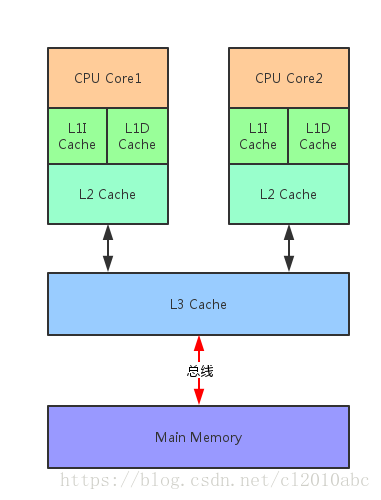 CPU Core1
CPU Core2
L1I
Cache
L1D
Cache
L1I
Cache
L1D
Cache
L2 Cache
L2 Cache
L3 Cache
总线
Main Memory
https://blog.csdn.net/cl2010abc